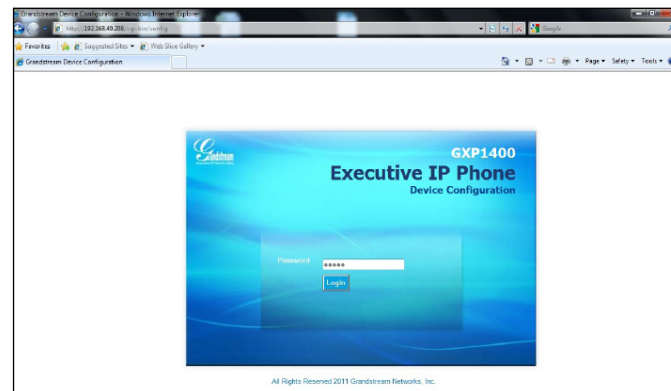 Grandstream Device Configuration - Windows Internet Explorer
http://192.168.40.208/cgi-bin/config
Google
Favorites Suggested Sites Web Slice Gallery
Grandstream Device Configuration
Page Safety Tools
Grandstream
GXP1400
Executive IP Phone
Device Configuration
Password
Login
All Rights Reserved 2011 Grandstream Networks, Inc.